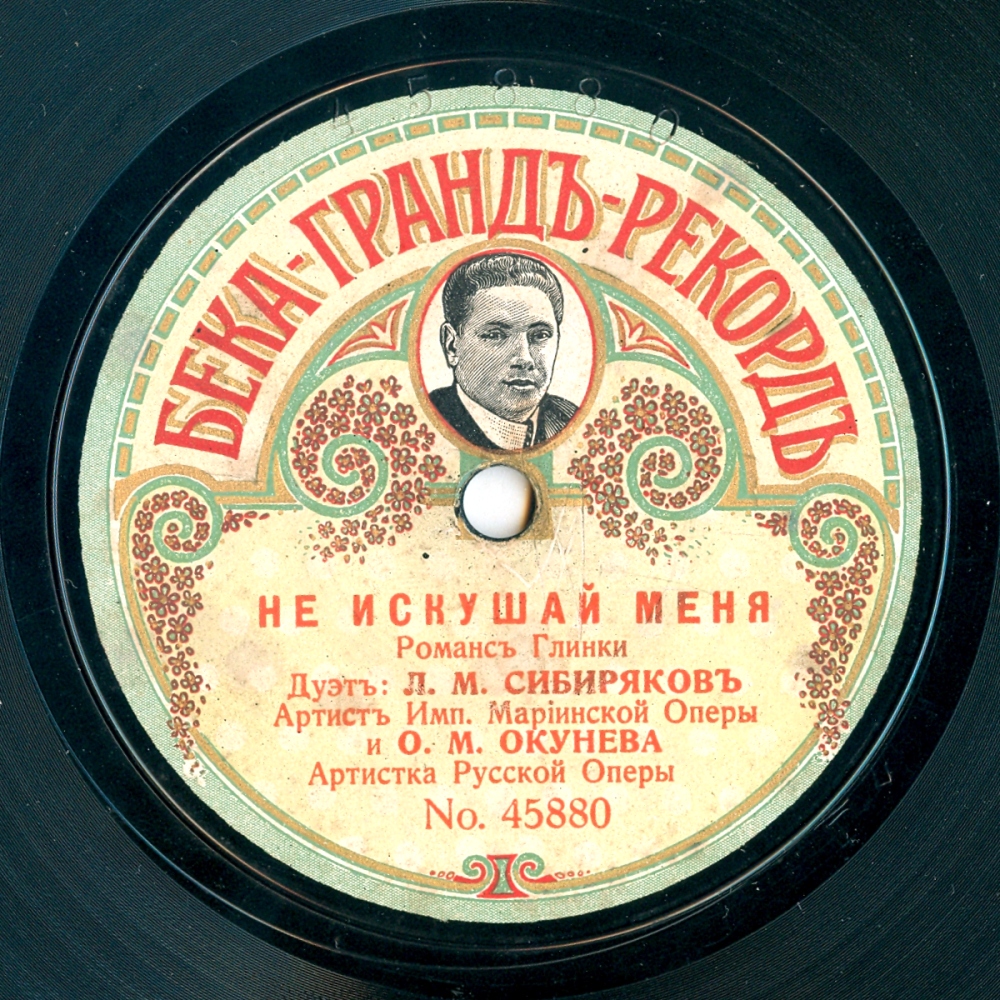 45880
БЕКА-ГРАНДЪ-РЕКОРДЪ
НЕ ИСКУШАЙ МЕНЯ
Романсъ Глинки
Дуэтъ: Л. М. СИБИРЯКОВЪ
Артистъ Имп. Маріинской Оперы
и О. М. ОКУНЕВА
Артистка Русской Оперы
No. 45880